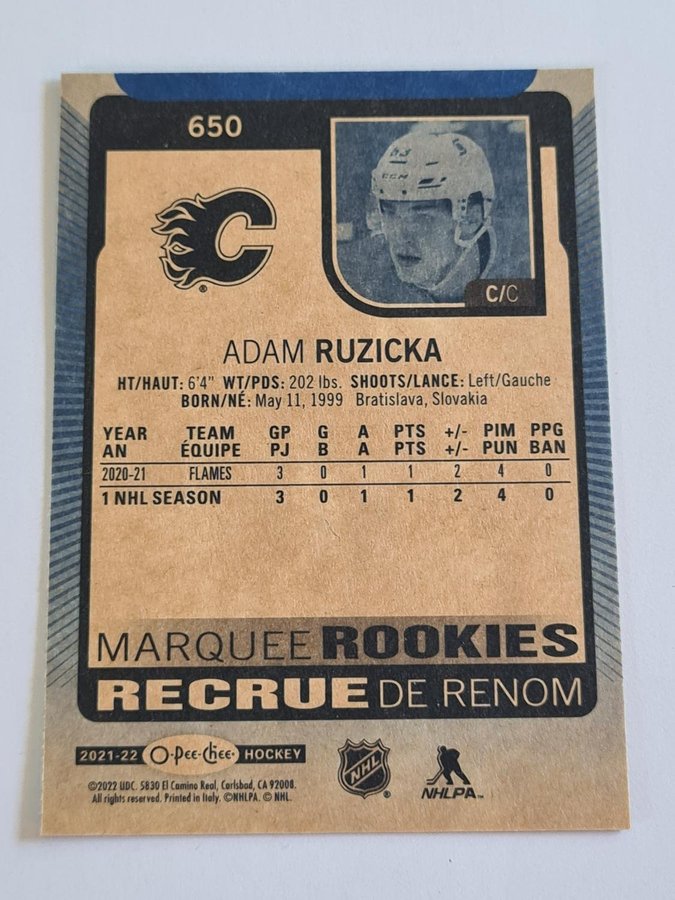 650
63
CCM
C
®
C/C
ADAM RUZICKA
HT/HAUT: 6'4" WT/PDS: 202 lbs. SHOOTS/LANCE: Left/Gauche
BORN/NÉ: May 11, 1999 Bratislava, Slovakia
YEAR TEAM GP G A PTS +/- PIM PPG
AN ÉQUIPE PJ B A PTS +/- PUN BAN
2020-21 FLAMES 3 0 1 1 2 4 0
1 NHL SEASON 3 0 1 1 2 4 0
MARQUEE ROOKIES
RECRUE DE RENOM
2021-22 O-Pee-Chee HOCKEY
NHL
NHLPA™
©2022 UDC. 5830 El Camino Real, Carlsbad, CA 92008.
All rights reserved. Printed in Italy. ©NHLPA. © NHL.